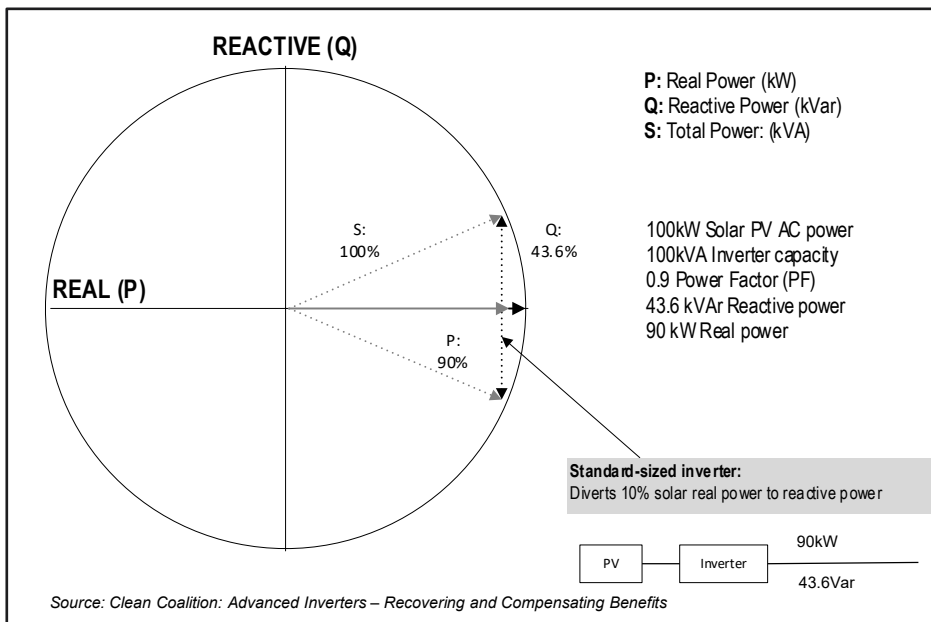 REACTIVE (Q)
P: Real Power (kW)
Q: Reactive Power (kVar)
S: Total Power: (kVA)
S:
100%
Q:
43.6%
100kW Solar PV AC power
100kVA Inverter capacity
0.9 Power Factor (PF)
43.6 kVAr Reactive power
90 kW Real power
REAL (P)
P:
90%
Standard-sized inverter:
Diverts 10% solar real power to reactive power
PV
Inverter
90kW
43.6Var
Source: Clean Coalition: Advanced Inverters – Recovering and Compensating Benefits